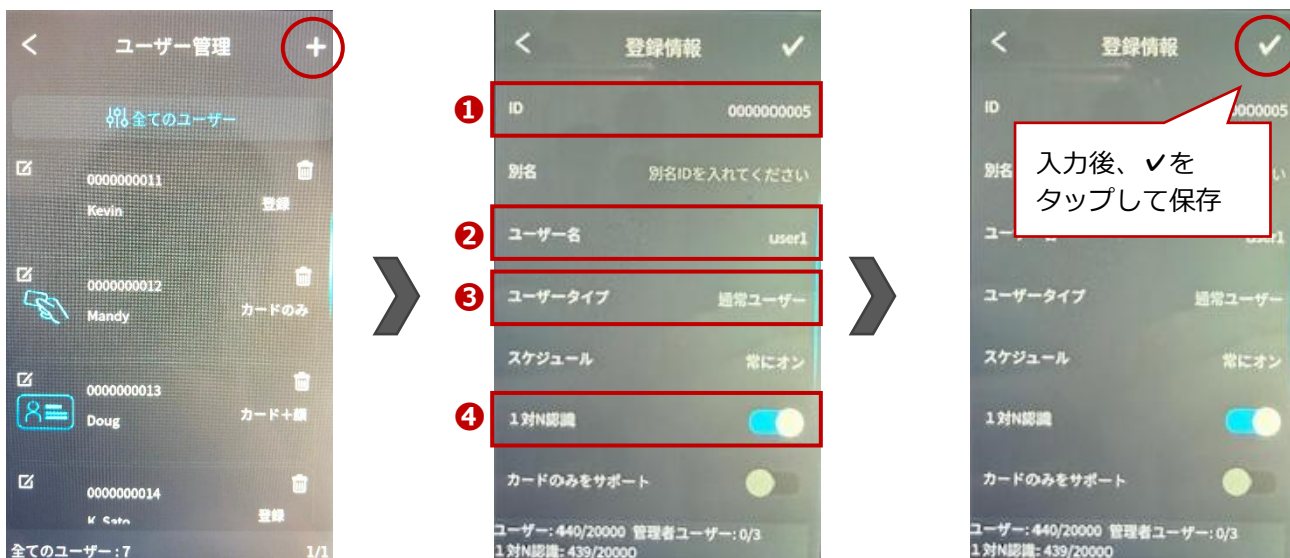 ユーザー管理
+
全てのユーザー
0000000011
Kevin
登録
0000000012
Mandy
カードのみ
0000000013
Doug
カード+顔
0000000014
K Sato
登録
全てのユーザー:7
1/1
登録情報
❶
ID
0000000005
別名
別名IDを入れてください
❷
ユーザー名
user1
❸
ユーザータイプ
通常ユーザー
スケジュール
常にオン
❹
1対N認識
カードのみをサポート
ユーザー:440/20000 管理者ユーザー:0/3
1対N認識:439/20000
登録情報
入力後、✔を
タップして保存
ID
0000005
別名
い
ユー
user1
ユーザータイプ
通常ユーザー
スケジュール
常にオン
1対N認識
カードのみをサポート
ユーザー:440/20000 管理者ユーザー:0/3
1対N認識:439/20000